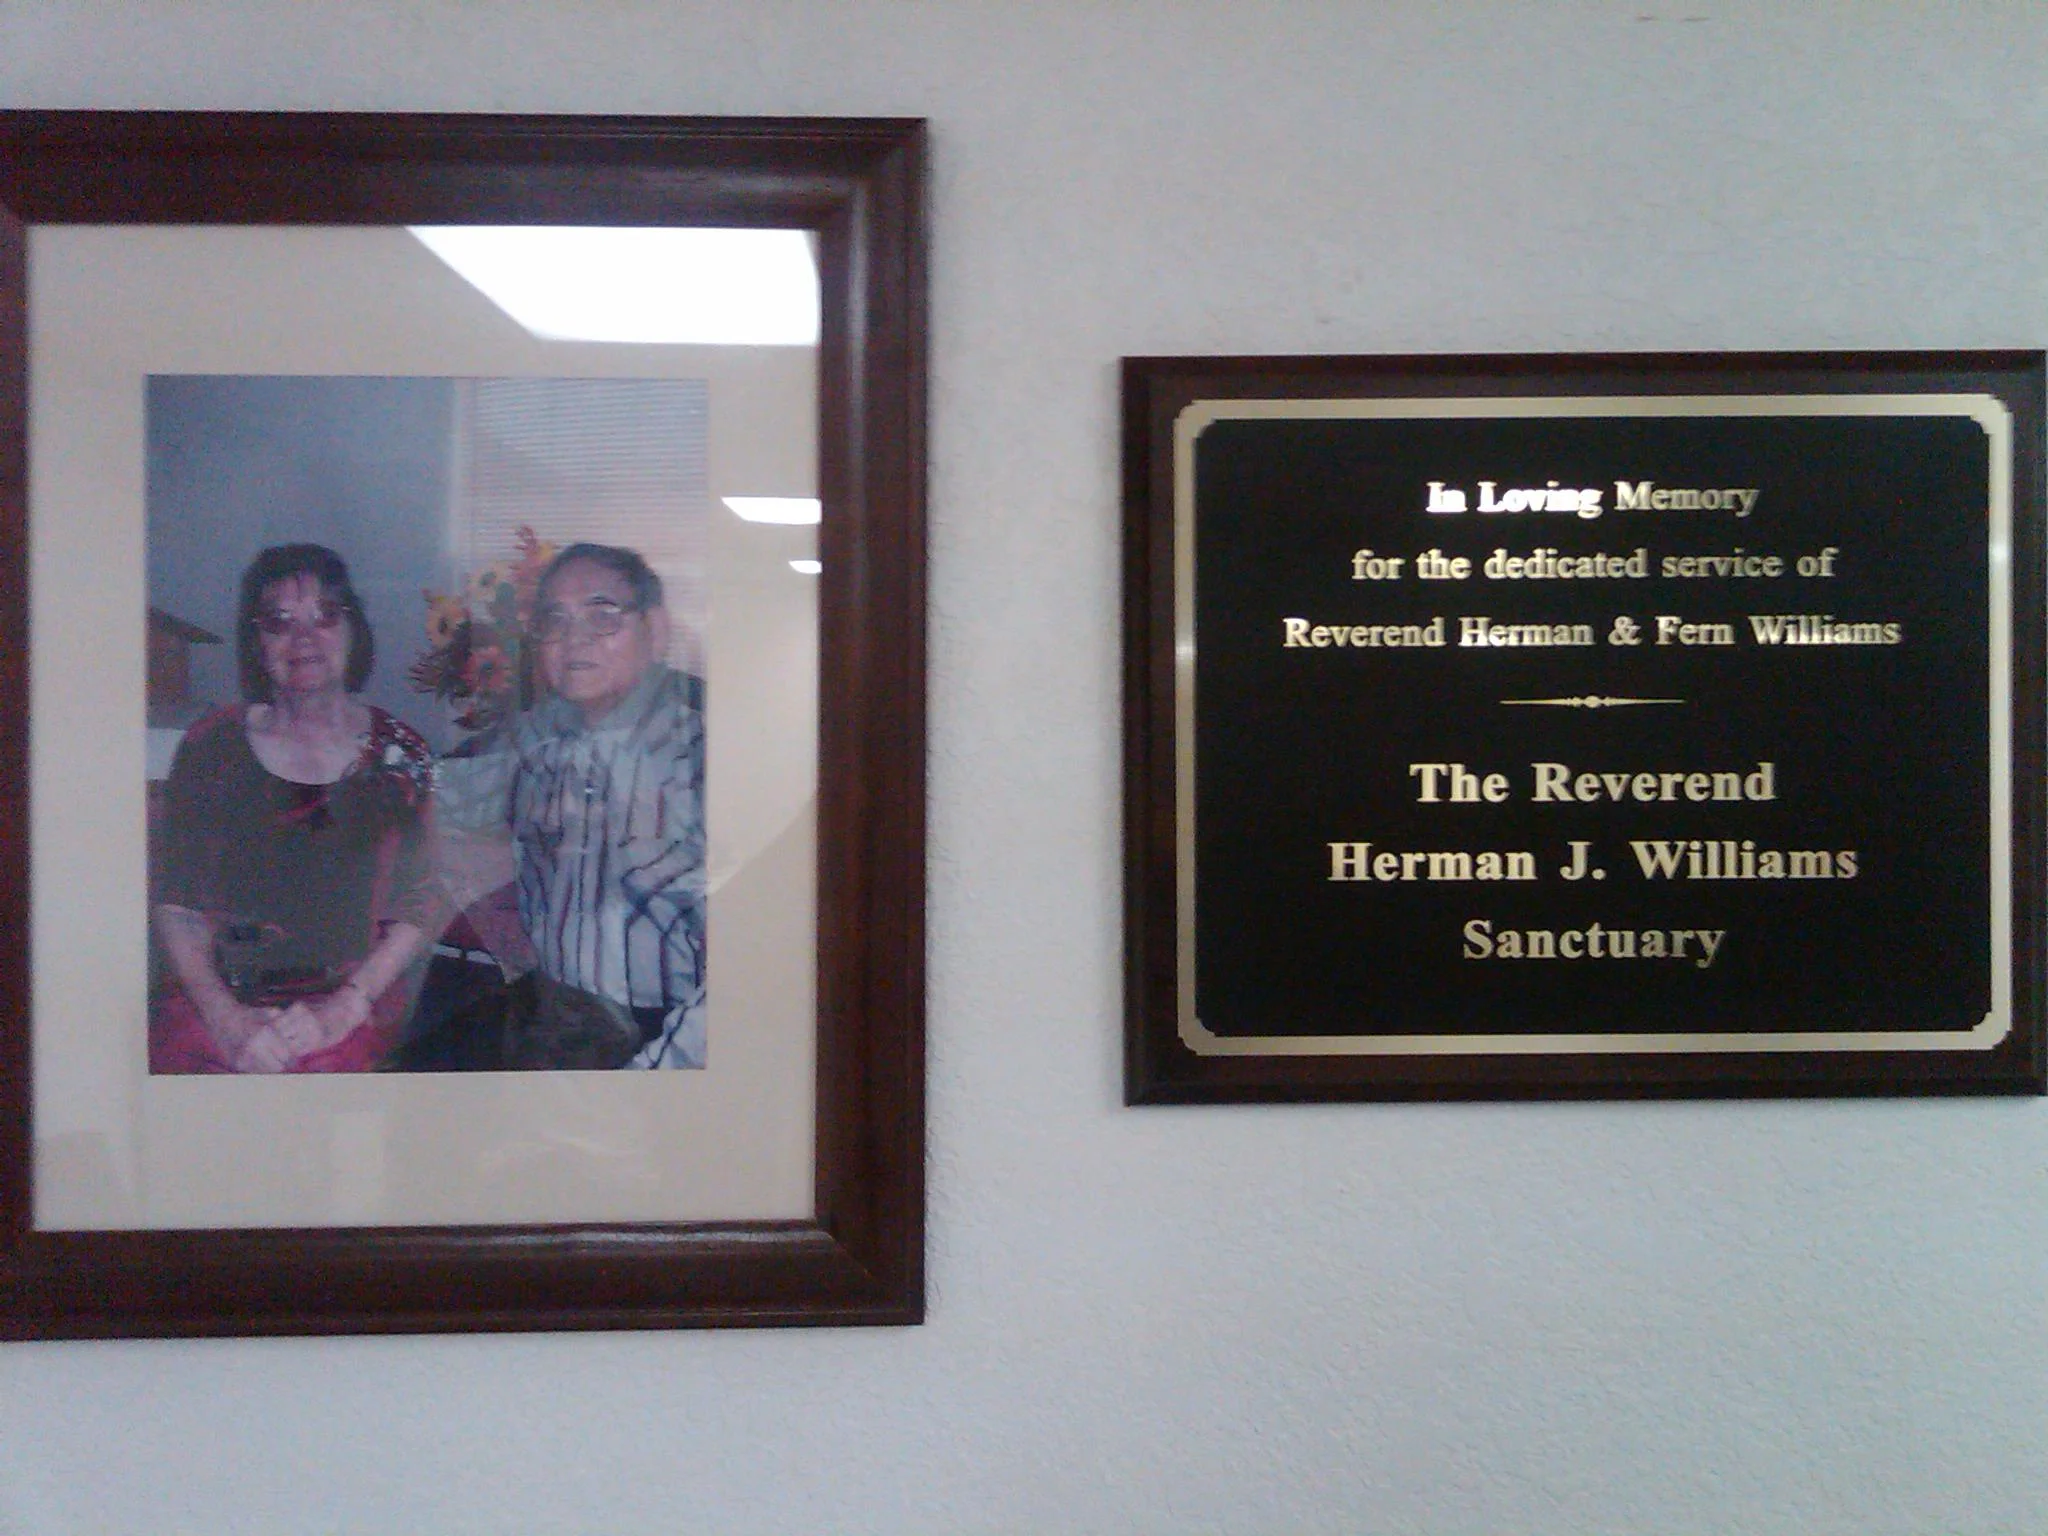 In Loving Memory
for the dedicated service of
Reverend Herman & Fern Williams
The Reverend
Herman J. Williams
Sanctuary